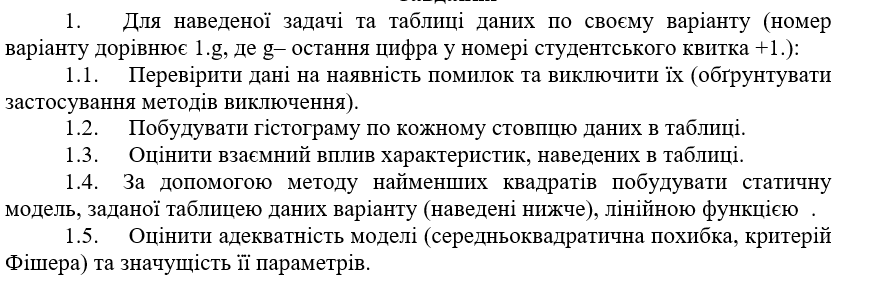 1. Для наведеної задачі та таблиці даних по своєму варіанту (номер
варіанту дорівнює 1.g, де g– остання цифра у номері студентського квитка +1.):
1.1. Перевірити дані на наявність помилок та виключити їх (обґрунтувати
застосування методів виключення).
1.2. Побудувати гістограму по кожному стовпцю даних в таблиці.
1.3. Оцінити взаємний вплив характеристик, наведених в таблиці.
1.4. За допомогою методу найменших квадратів побудувати статичну
модель, заданої таблицею даних варіанту (наведені нижче), лінійною функцією .
1.5. Оцінити адекватність моделі (середньоквадратична похибка, критерій
Фішера) та значущість її параметрів.